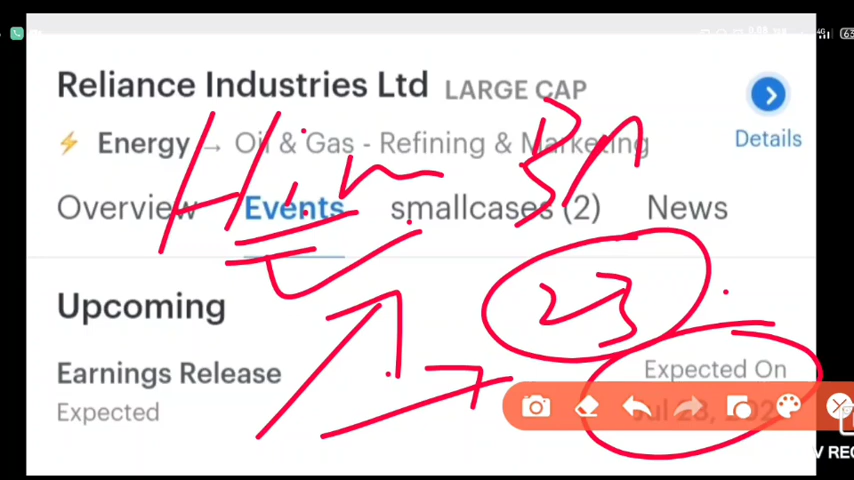 Reliance Industries Ltd LARGE CAP
Details
Energy → Oil & Gas - Refining & Marketing
Overview Events smallcases (2) News
23
Upcoming
Earnings Release
Expected On
Expected
V REC